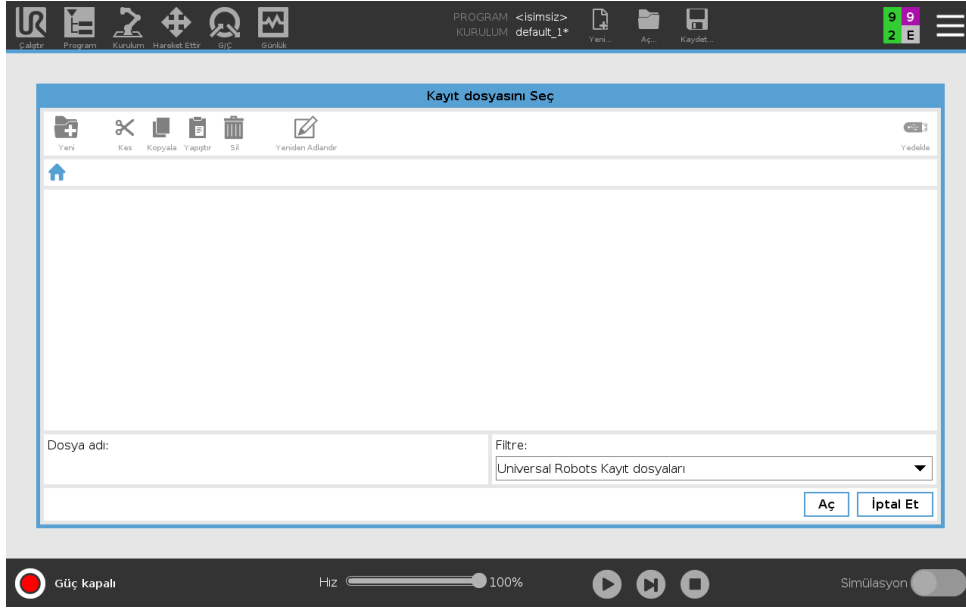 PROGRAM <isimsiz>
KURULUM default_1*
Çalıştır Program Kurulum Hareket Ettir G/Ç Günlük Yeni... Aç... Kaydet...
9 9
2 E
Kayıt dosyasını Seç
Yeni Kes Kopyala Yapıştır Sil Yeniden Adlandır Yedekle
Dosya adı: Filtre:
Universal Robots Kayıt dosyaları
Aç İptal Et
Güç kapalı Hız 100% Simülasyon